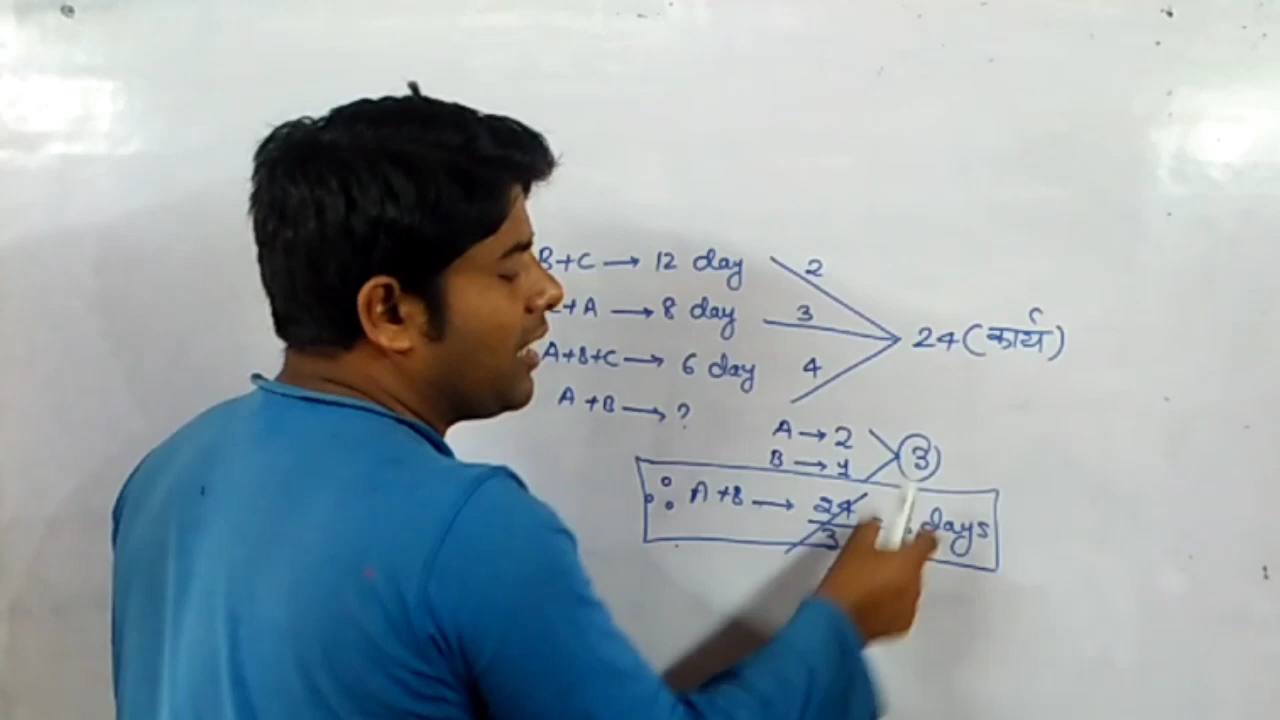 B+C → 12 day 2
+A → 8 day 3
24 (कार्य)
A+B+C → 6 day 4
A+B → ?
A → 2
3
B → 1
∴ A+B → 24/3 days